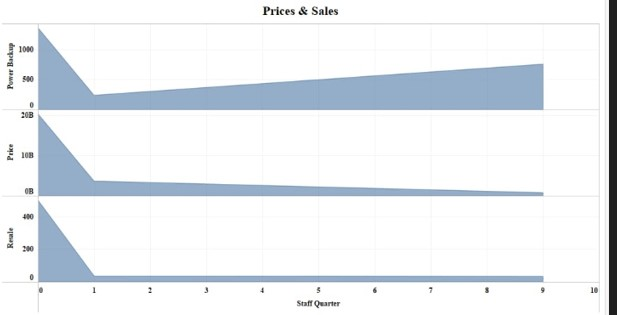 Prices & Sales
Power Backup
1000
500
0
Price
20B
10B
0B
Resale
400
200
0
0 1 2 3 4 5 6 7 8 9 10
Staff Quarter